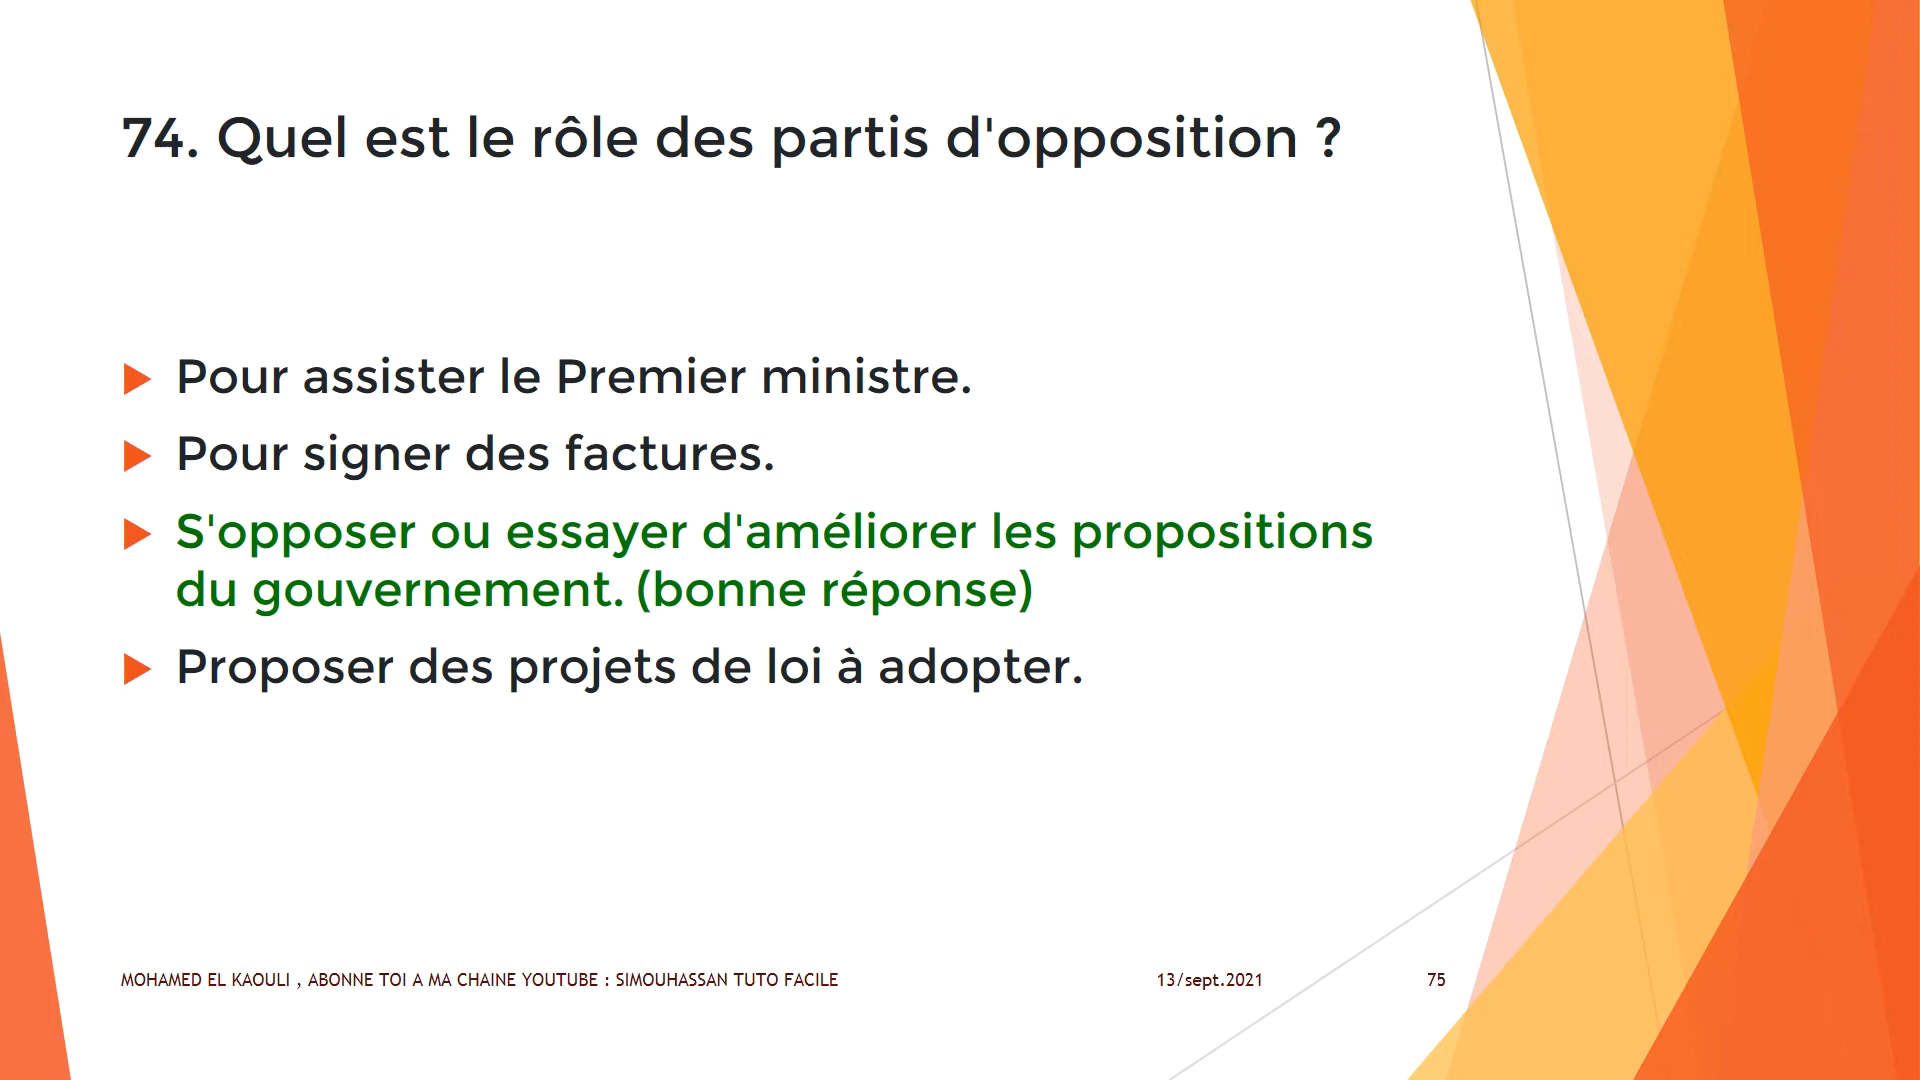 74. Quel est le rôle des partis d'opposition ?
Pour assister le Premier ministre.
Pour signer des factures.
S'opposer ou essayer d'améliorer les propositions
du gouvernement. (bonne réponse)
Proposer des projets de loi à adopter.
MOHAMED EL KAOULI , ABONNE TOI A MA CHAINE YOUTUBE : SIMOUHASSAN TUTO FACILE
13/sept.2021
75